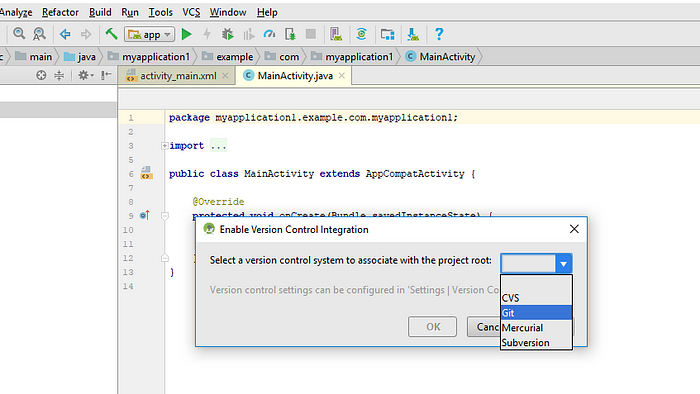 nalyze Refactor Build Run Tools VCS Window Help
app
c main java myapplication1 example com myapplication1 MainActivity
activity_main.xml MainActivity.java
1 package myapplication1.example.com.myapplication1;
2
3 import ...
5
6 public class MainActivity extends AppCompatActivity {
7
8 @Override
9 protected void onCreate(Bundle savedInstanceState) {
10
11
12 }
13 }
14
Enable Version Control Integration
Select a version control system to associate with the project root:
Version control settings can be configured in 'Settings | Version Co
CVS
Git
Mercurial
Subversion
OK Canc